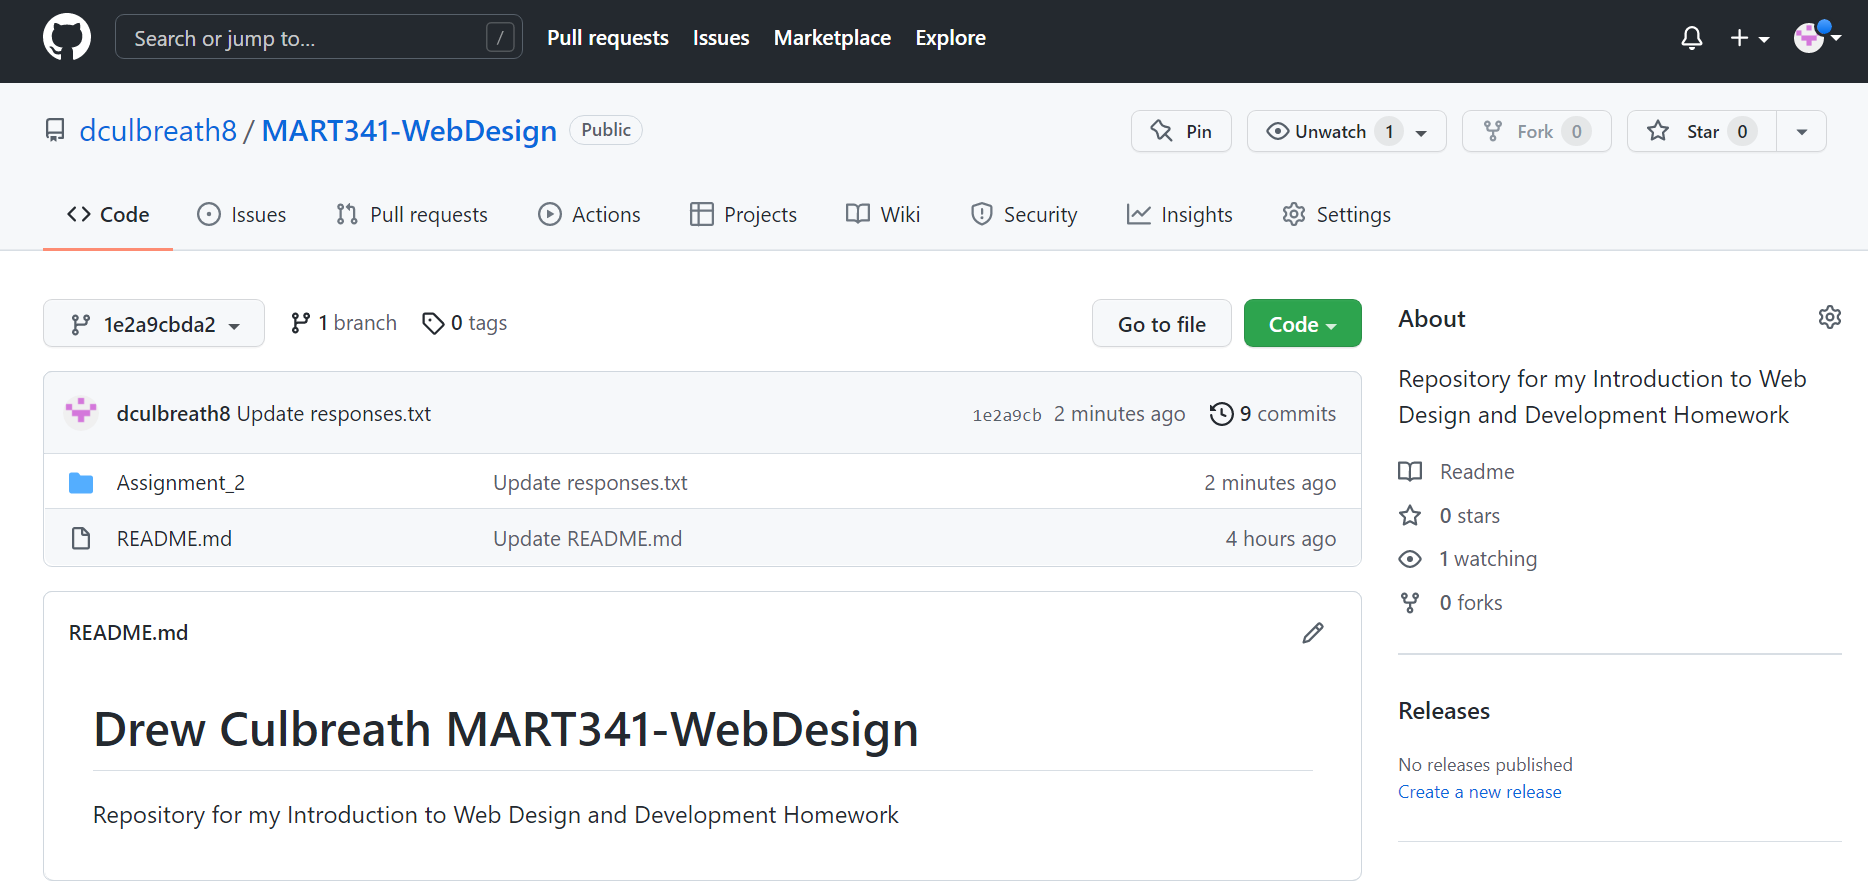 Search or jump to... / Pull requests Issues Marketplace Explore
dculbreath8 / MART341-WebDesign Public Pin Unwatch 1 Fork 0 Star 0
Code Issues Pull requests Actions Projects Wiki Security Insights Settings
1e2a9cbda2 1 branch 0 tags Go to file Code
dculbreath8 Update responses.txt 1e2a9cb 2 minutes ago 9 commits
Assignment_2 Update responses.txt 2 minutes ago
README.md Update README.md 4 hours ago
README.md
Drew Culbreath MART341-WebDesign
Repository for my Introduction to Web Design and Development Homework
About
Repository for my Introduction to Web
Design and Development Homework
Readme
0 stars
1 watching
0 forks
Releases
No releases published
Create a new release